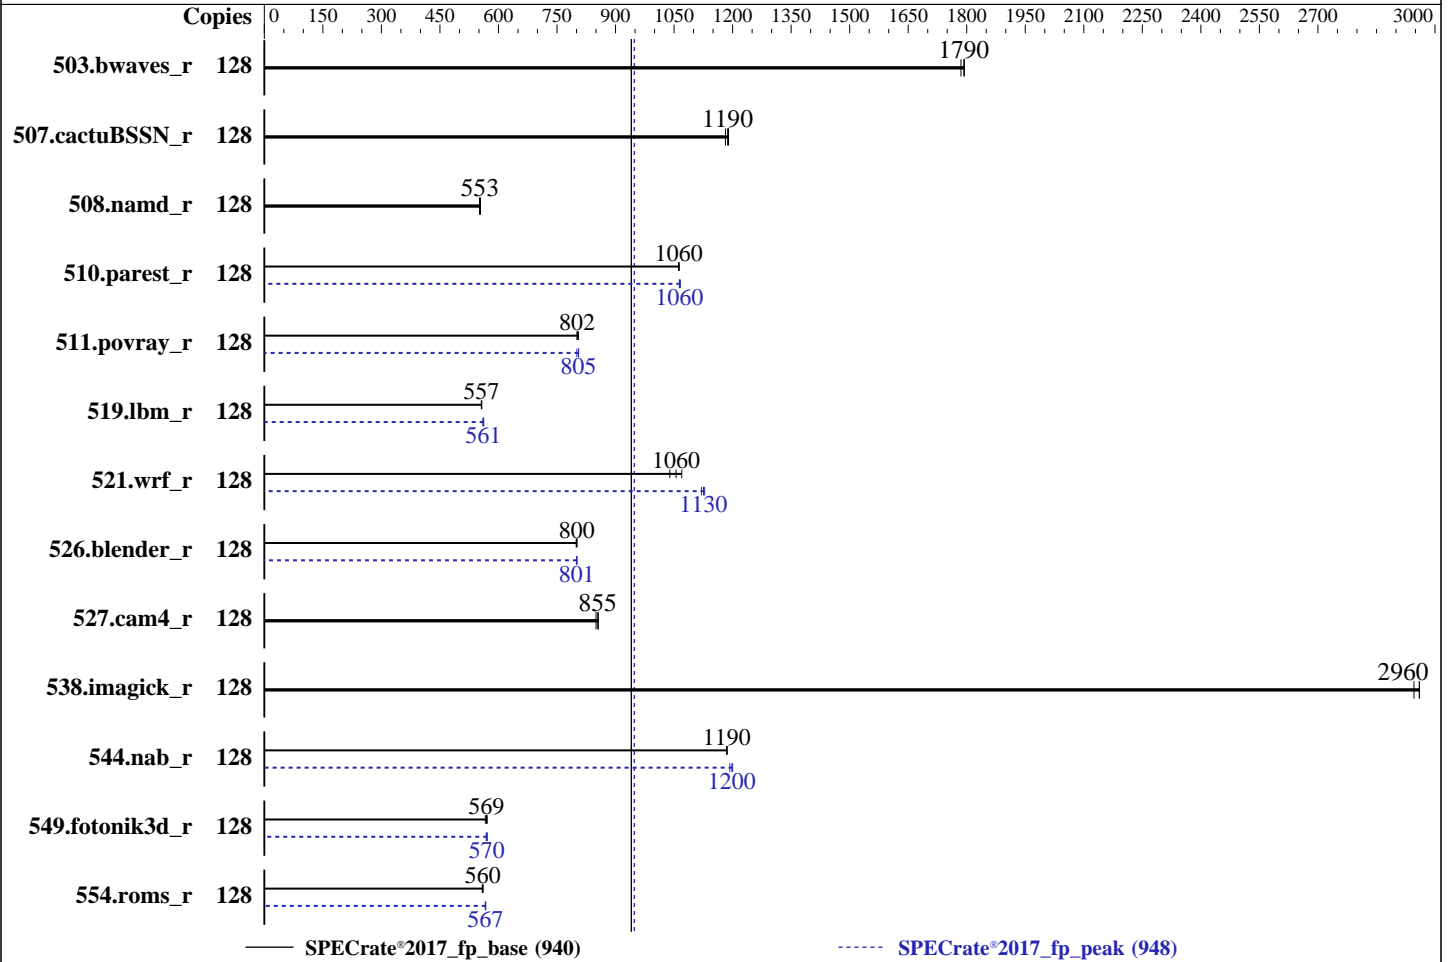 Copies 0 150 300 450 600 750 900 1050 1200 1350 1500 1650 1800 1950 2100 2250 2400 2550 2700 3000
1790
503.bwaves_r 128
1190
507.cactuBSSN_r 128
553
508.namd_r 128
1060
510.parest_r 128
1060
802
511.povray_r 128
805
557
519.lbm_r 128
561
1060
521.wrf_r 128
1130
800
526.blender_r 128
801
855
527.cam4_r 128
2960
538.imagick_r 128
1190
544.nab_r 128
1200
569
549.fotonik3d_r 128
570
560
554.roms_r 128
567
SPECrate®2017_fp_base (940) SPECrate®2017_fp_peak (948)